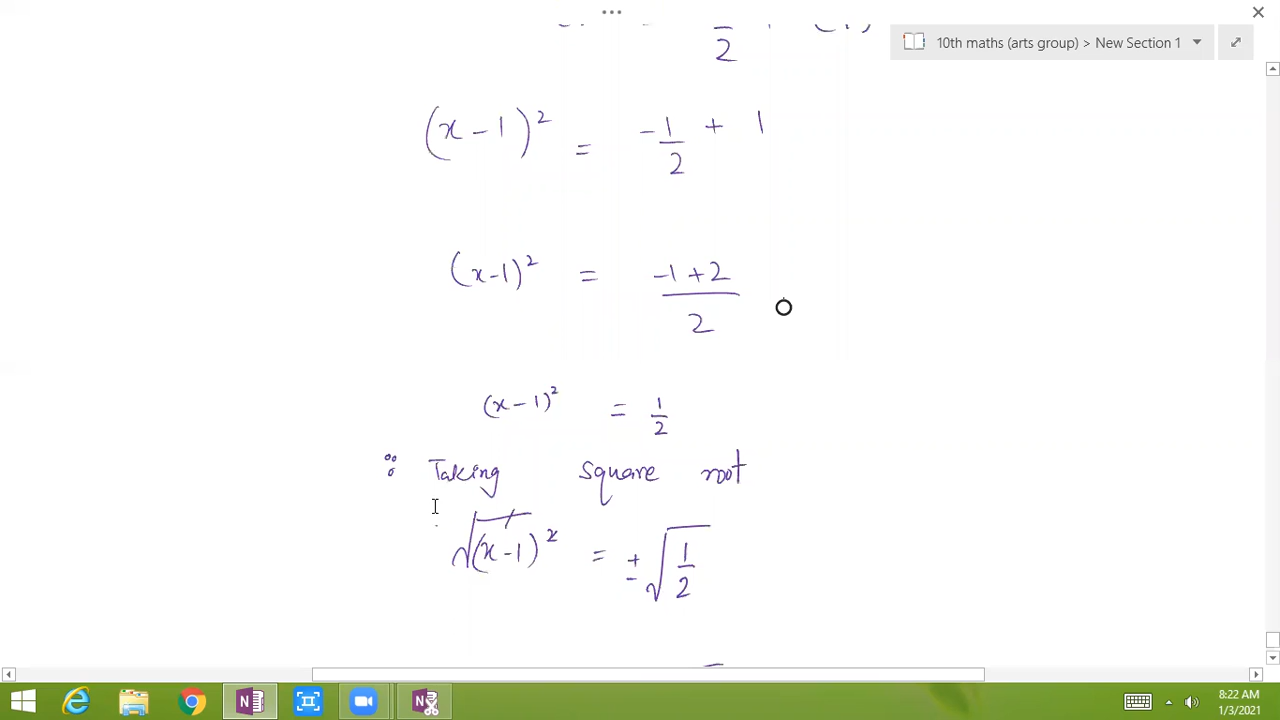 10th maths (arts group) > New Section 1
2
(x-1)² = -1/2 + 1
(x-1)² = -1+2/2
(x-1)² = 1/2
∴ Taking square root
√(x-1)² = ±√1/2
8:22 AM
1/3/2021